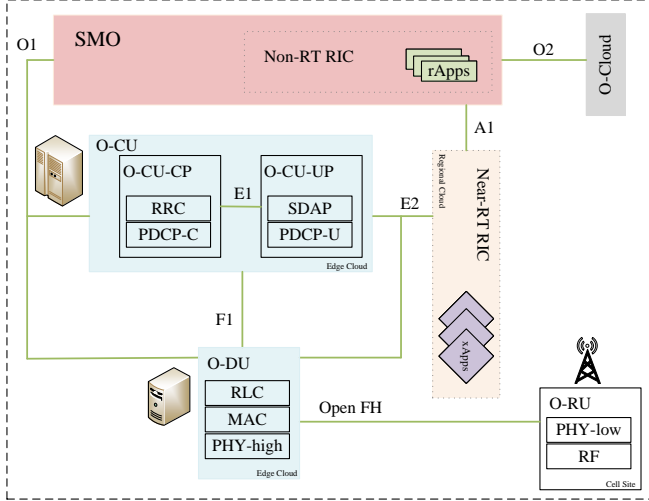 O1
SMO
Non-RT RIC
rApps
O2
O-Cloud
A1
O-CU
O-CU-CP
RRC
PDCP-C
E1
O-CU-UP
SDAP
PDCP-U
Edge Cloud
E2
Regional Cloud
Near-RT RIC
xApps
F1
O-DU
RLC
MAC
PHY-high
Edge Cloud
Open FH
O-RU
PHY-low
RF
Cell Site